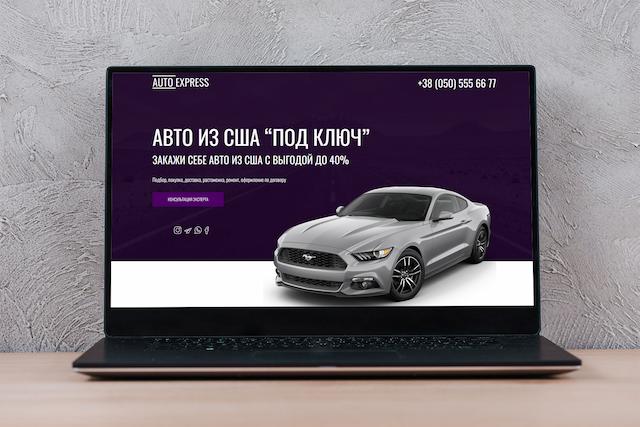 AUTO EXPRESS
+38 (050) 555 66 77
АВТО ИЗ США “ПОД КЛЮЧ”
ЗАКАЖИ СЕБЕ АВТО ИЗ США С ВЫГОДОЙ ДО 40%
Подбор, покупка, доставка, растаможка, ремонт, оформление по договору
КОНСУЛЬТАЦИЯ ЭКСПЕРТА